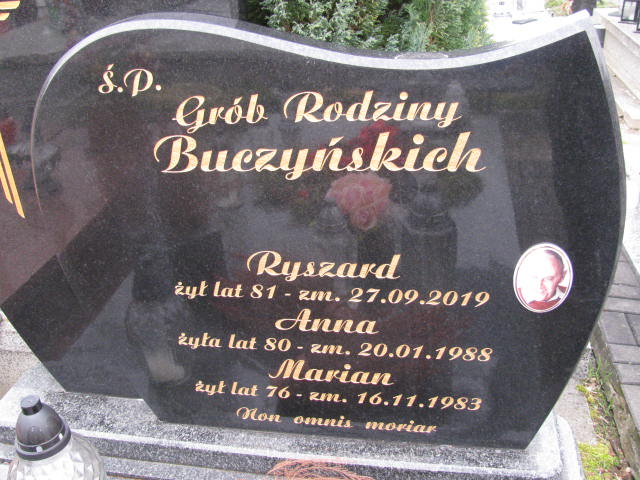 ś.p.
Grób Rodziny
Buczyńskich
Ryszard
żył lat 81 - zm. 27.09.2019
Anna
żyła lat 80 - zm. 20.01.1988
Marian
żył lat 76 - zm. 16.11.1983
Non omnis moriar